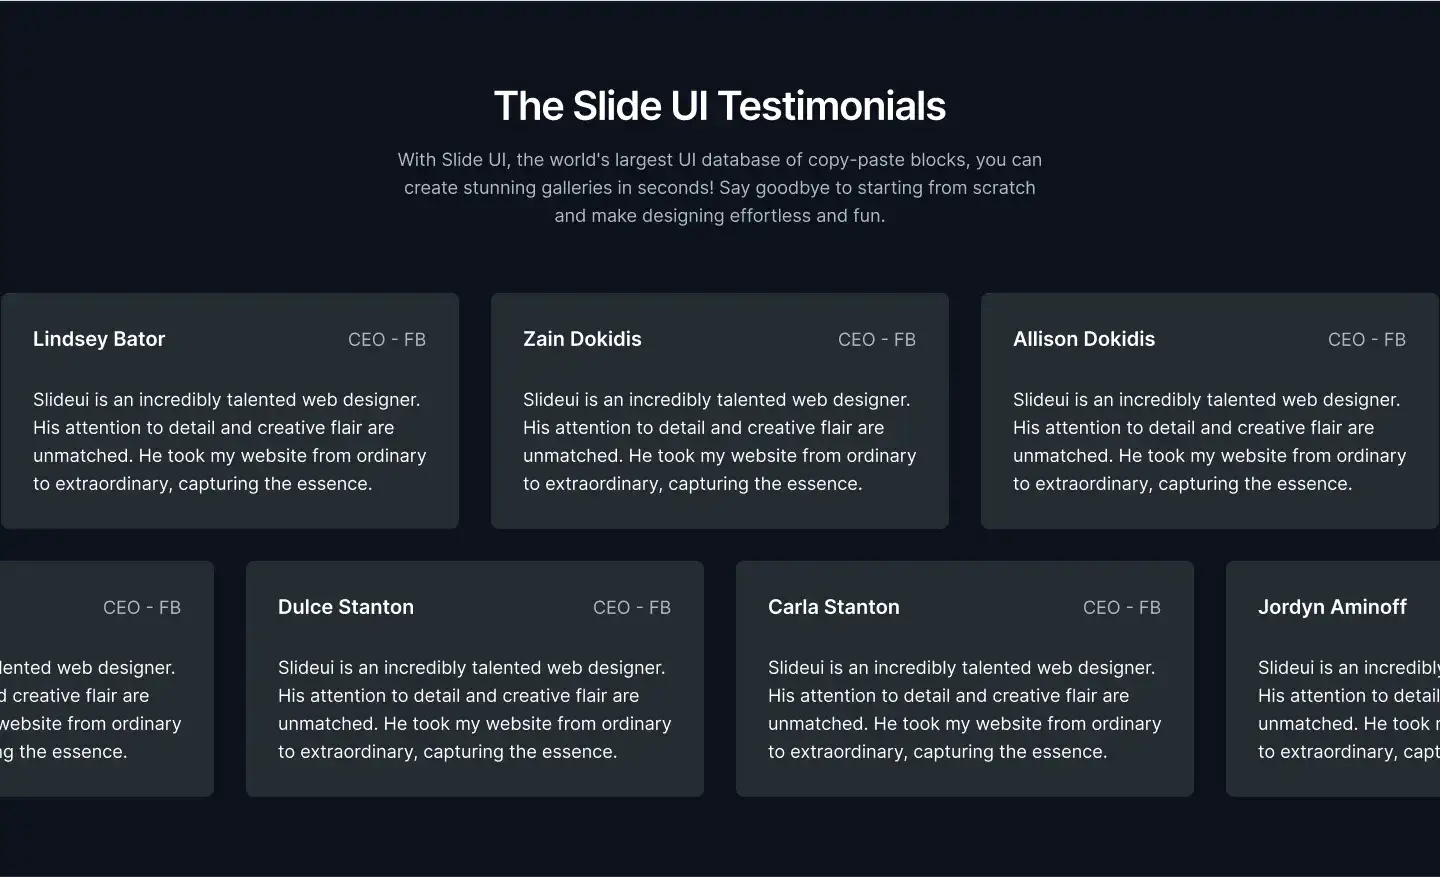 The Slide UI Testimonials
With Slide UI, the world's largest UI database of copy-paste blocks, you can
create stunning galleries in seconds! Say goodbye to starting from scratch
and make designing effortless and fun.
Lindsey Bator
CEO - FB
Slideui is an incredibly talented web designer.
His attention to detail and creative flair are
unmatched. He took my website from ordinary
to extraordinary, capturing the essence.
Zain Dokidis
CEO - FB
Slideui is an incredibly talented web designer.
His attention to detail and creative flair are
unmatched. He took my website from ordinary
to extraordinary, capturing the essence.
Allison Dokidis
CEO - FB
Slideui is an incredibly talented web designer.
His attention to detail and creative flair are
unmatched. He took my website from ordinary
to extraordinary, capturing the essence.
CEO - FB
web designer.
creative flair are
website from ordinary
the essence.
Dulce Stanton
CEO - FB
Slideui is an incredibly talented web designer.
His attention to detail and creative flair are
unmatched. He took my website from ordinary
to extraordinary, capturing the essence.
Carla Stanton
CEO - FB
Slideui is an incredibly talented web designer.
His attention to detail and creative flair are
unmatched. He took my website from ordinary
to extraordinary, capturing the essence.
Jordyn Aminoff
Slideui is an incredibly
His attention to detail
unmatched. He took
to extraordinary,